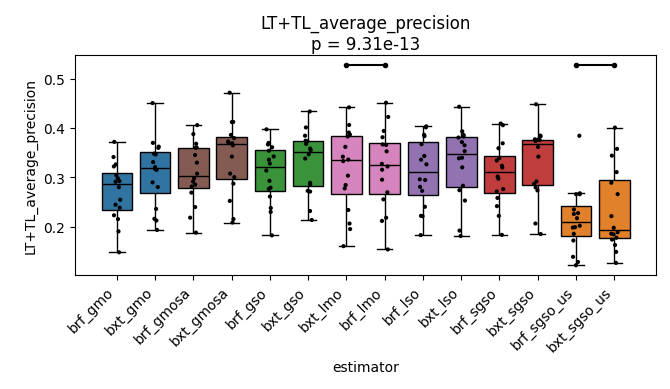 LT+TL_average_precision
p = 9.31e-13
LT+TL_average_precision
0.5
0.4
0.3
0.2
brf_gmo
bxt_gmo
brf_gmosa
bxt_gmosa
brf_gso
bxt_gso
bxt_lmo
brf_lmo
brf_lso
bxt_lso
brf_sgso
bxt_sgso
brf_sgso_us
bxt_sgso_us
estimator